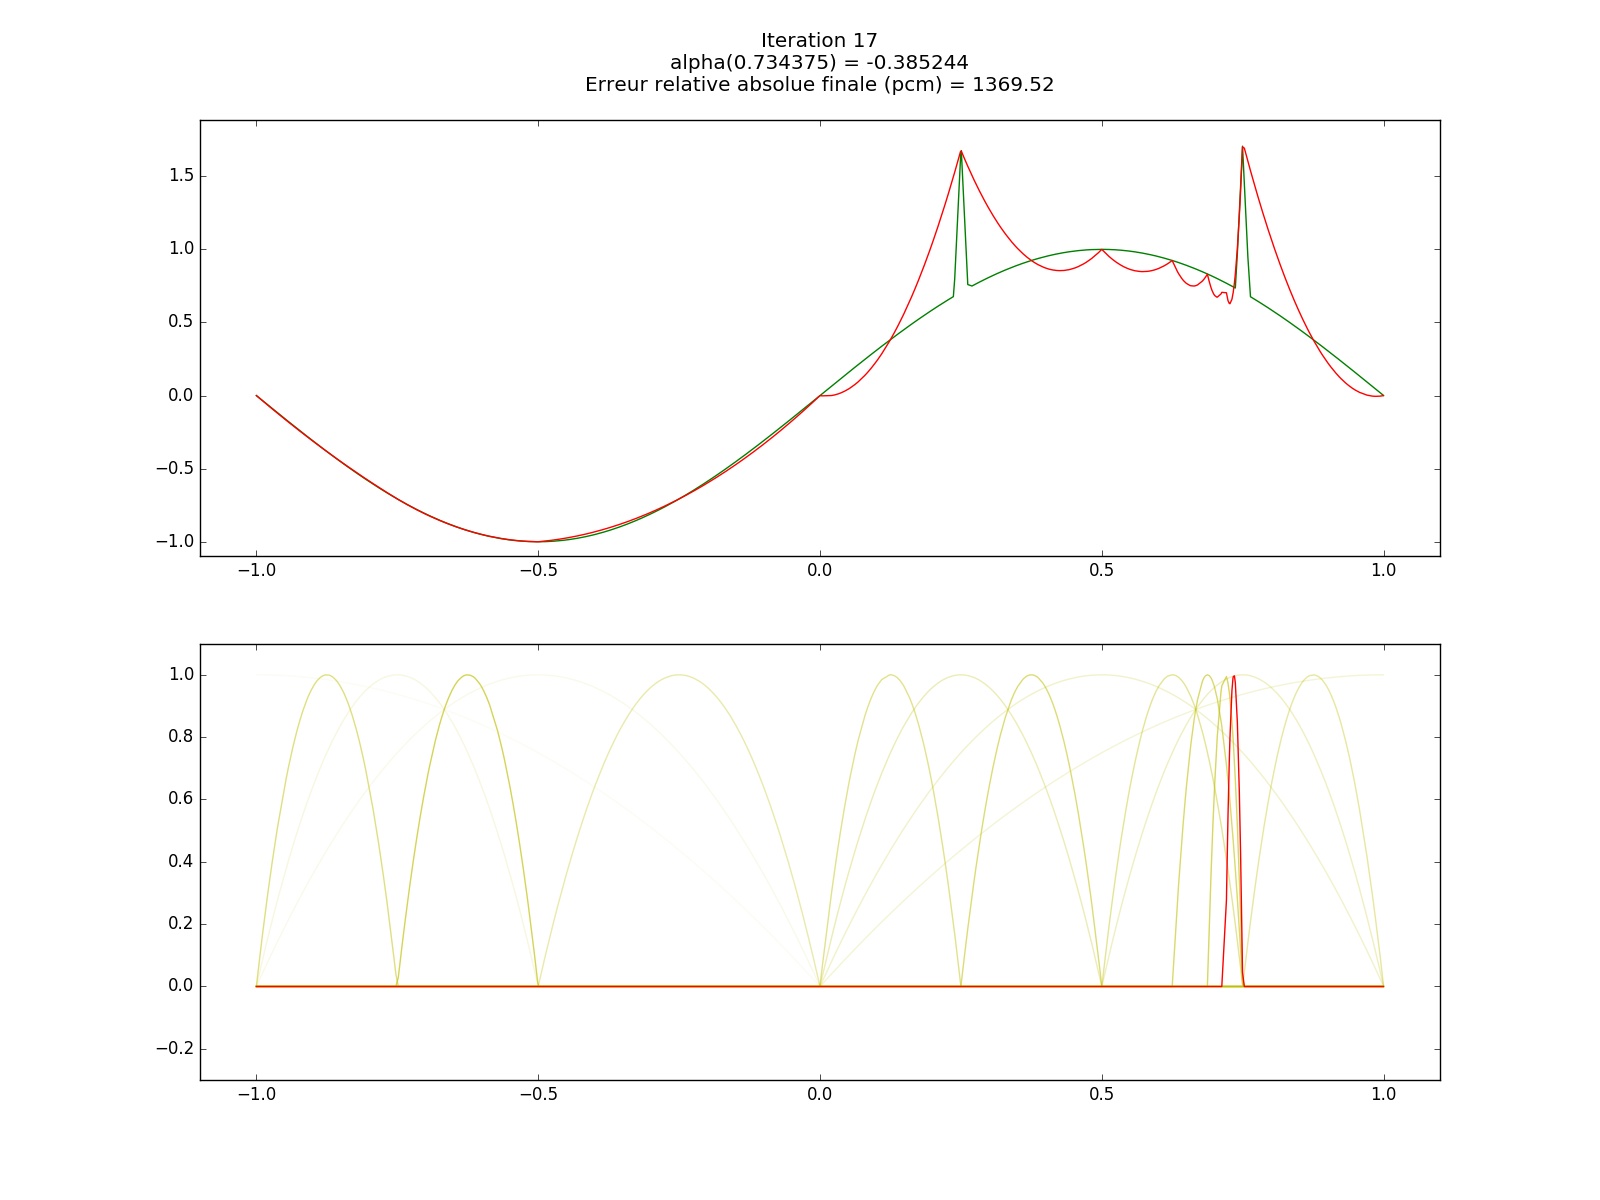 Iteration 17
alpha(0.734375) = -0.385244
Erreur relative absolue finale (pcm) = 1369.52
1.5
1.0
0.5
0.0
−0.5
−1.0
−1.0 −0.5 0.0 0.5 1.0
1.0
0.8
0.6
0.4
0.2
0.0
−0.2
−1.0 −0.5 0.0 0.5 1.0